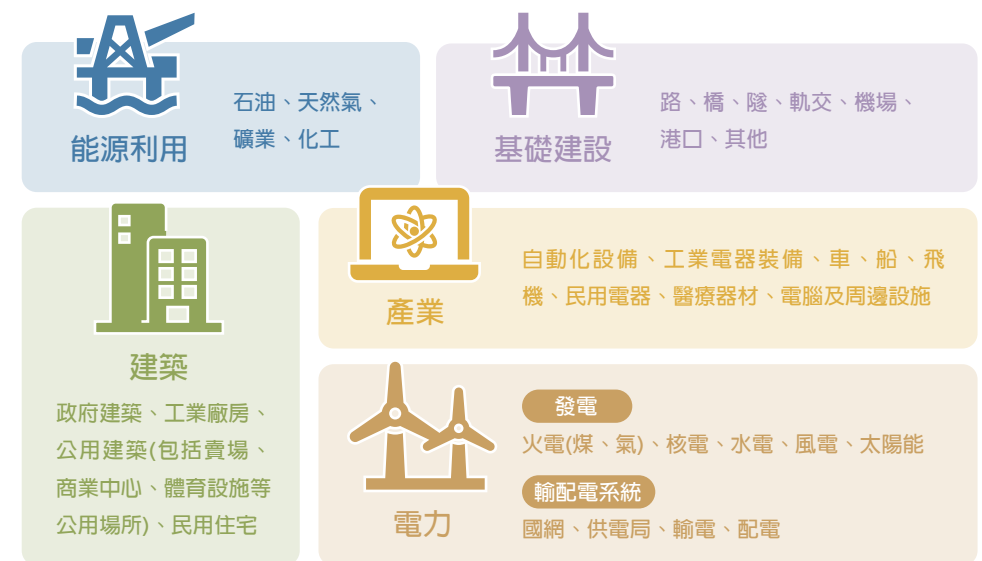 能源利用
石油、天然氣、
礦業、化工
基礎建設
路、橋、隧、軌交、機場、
港口、其他
建築
政府建築、工業廠房、
公用建築(包括賣場、
商業中心、體育設施等
公用場所)、民用住宅
產業
自動化設備、工業電器裝備、車、船、飛
機、民用電器、醫療器材、電腦及周邊設施
電力
發電
火電(煤、氣)、核電、水電、風電、太陽能
輸配電系統
國網、供電局、輸電、配電